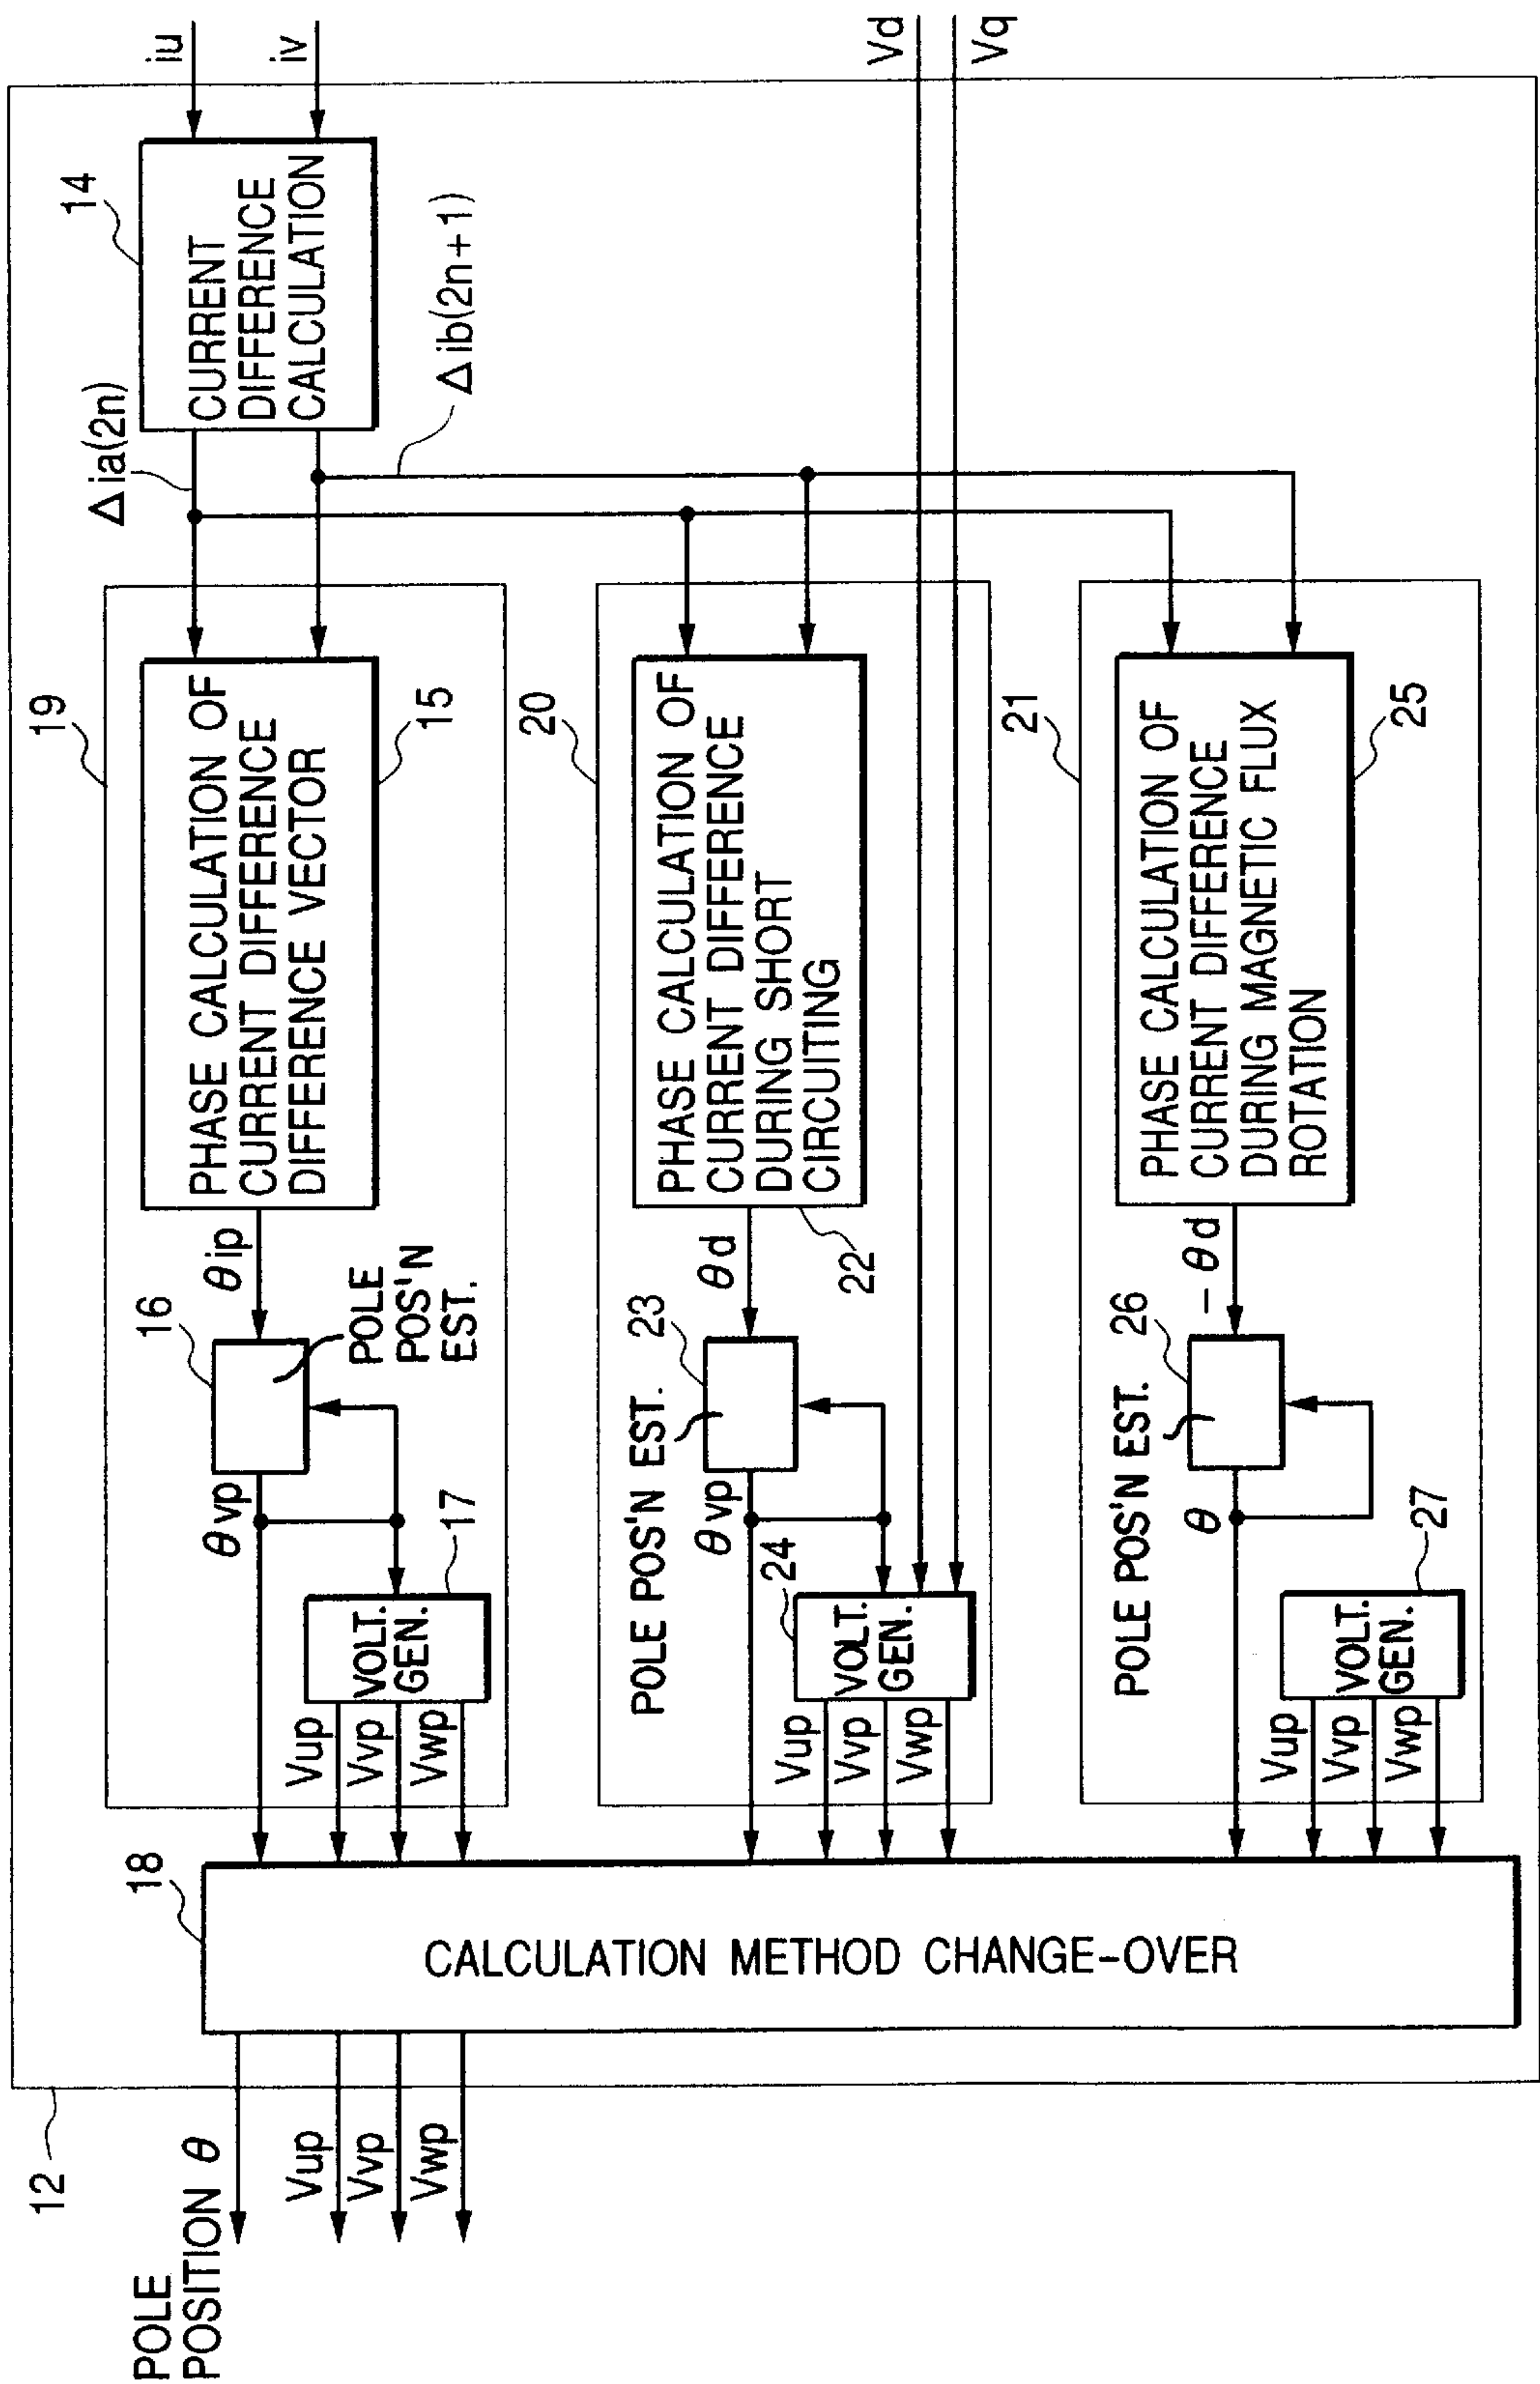 POLE
POSITION θ
Vup
Vvp
Vwp
12
18
CALCULATION METHOD CHANGE-OVER
19
θvp
16
θip
POLE
POS'N
EST.
Vup
Vvp
Vwp
VOLT.
GEN.
17
PHASE CALCULATION OF
CURRENT DIFFERENCE
DIFFERENCE VECTOR
15
Δia(2n)
14
CURRENT
DIFFERENCE
CALCULATION
Δib(2n+1)
iu
iv
20
POLE POS'N EST.
23
θvp
θd
24
Vup
Vvp
Vwp
VOLT.
GEN.
PHASE CALCULATION OF
CURRENT DIFFERENCE
DURING SHORT
CIRCUITING
22
Vd
Vq
21
POLE POS'N EST.
26
θ
-θd
Vup
Vvp
Vwp
VOLT.
GEN.
27
PHASE CALCULATION OF
CURRENT DIFFERENCE
DURING MAGNETIC FLUX
ROTATION
25